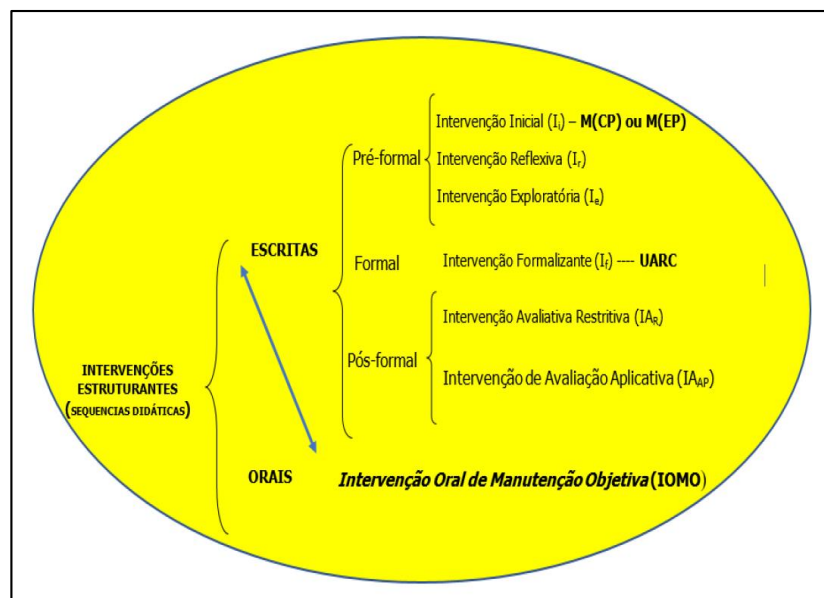 Intervenção Inicial (Iᵢ) – M(CP) ou M(EP)
Pré-formal
Intervenção Reflexiva (Iᵣ)
Intervenção Exploratória (Iₑ)
ESCRITAS
Formal
Intervenção Formalizante (I_f) ---- UARC
Intervenção Avaliativa Restritiva (IA_R)
Pós-formal
Intervenção de Avaliação Aplicativa (IA_AP)
INTERVENÇÕES
ESTRUTURANTES
(SEQUENCIAS DIDÁTICAS)
ORAIS
Intervenção Oral de Manutenção Objetiva (IOMO)